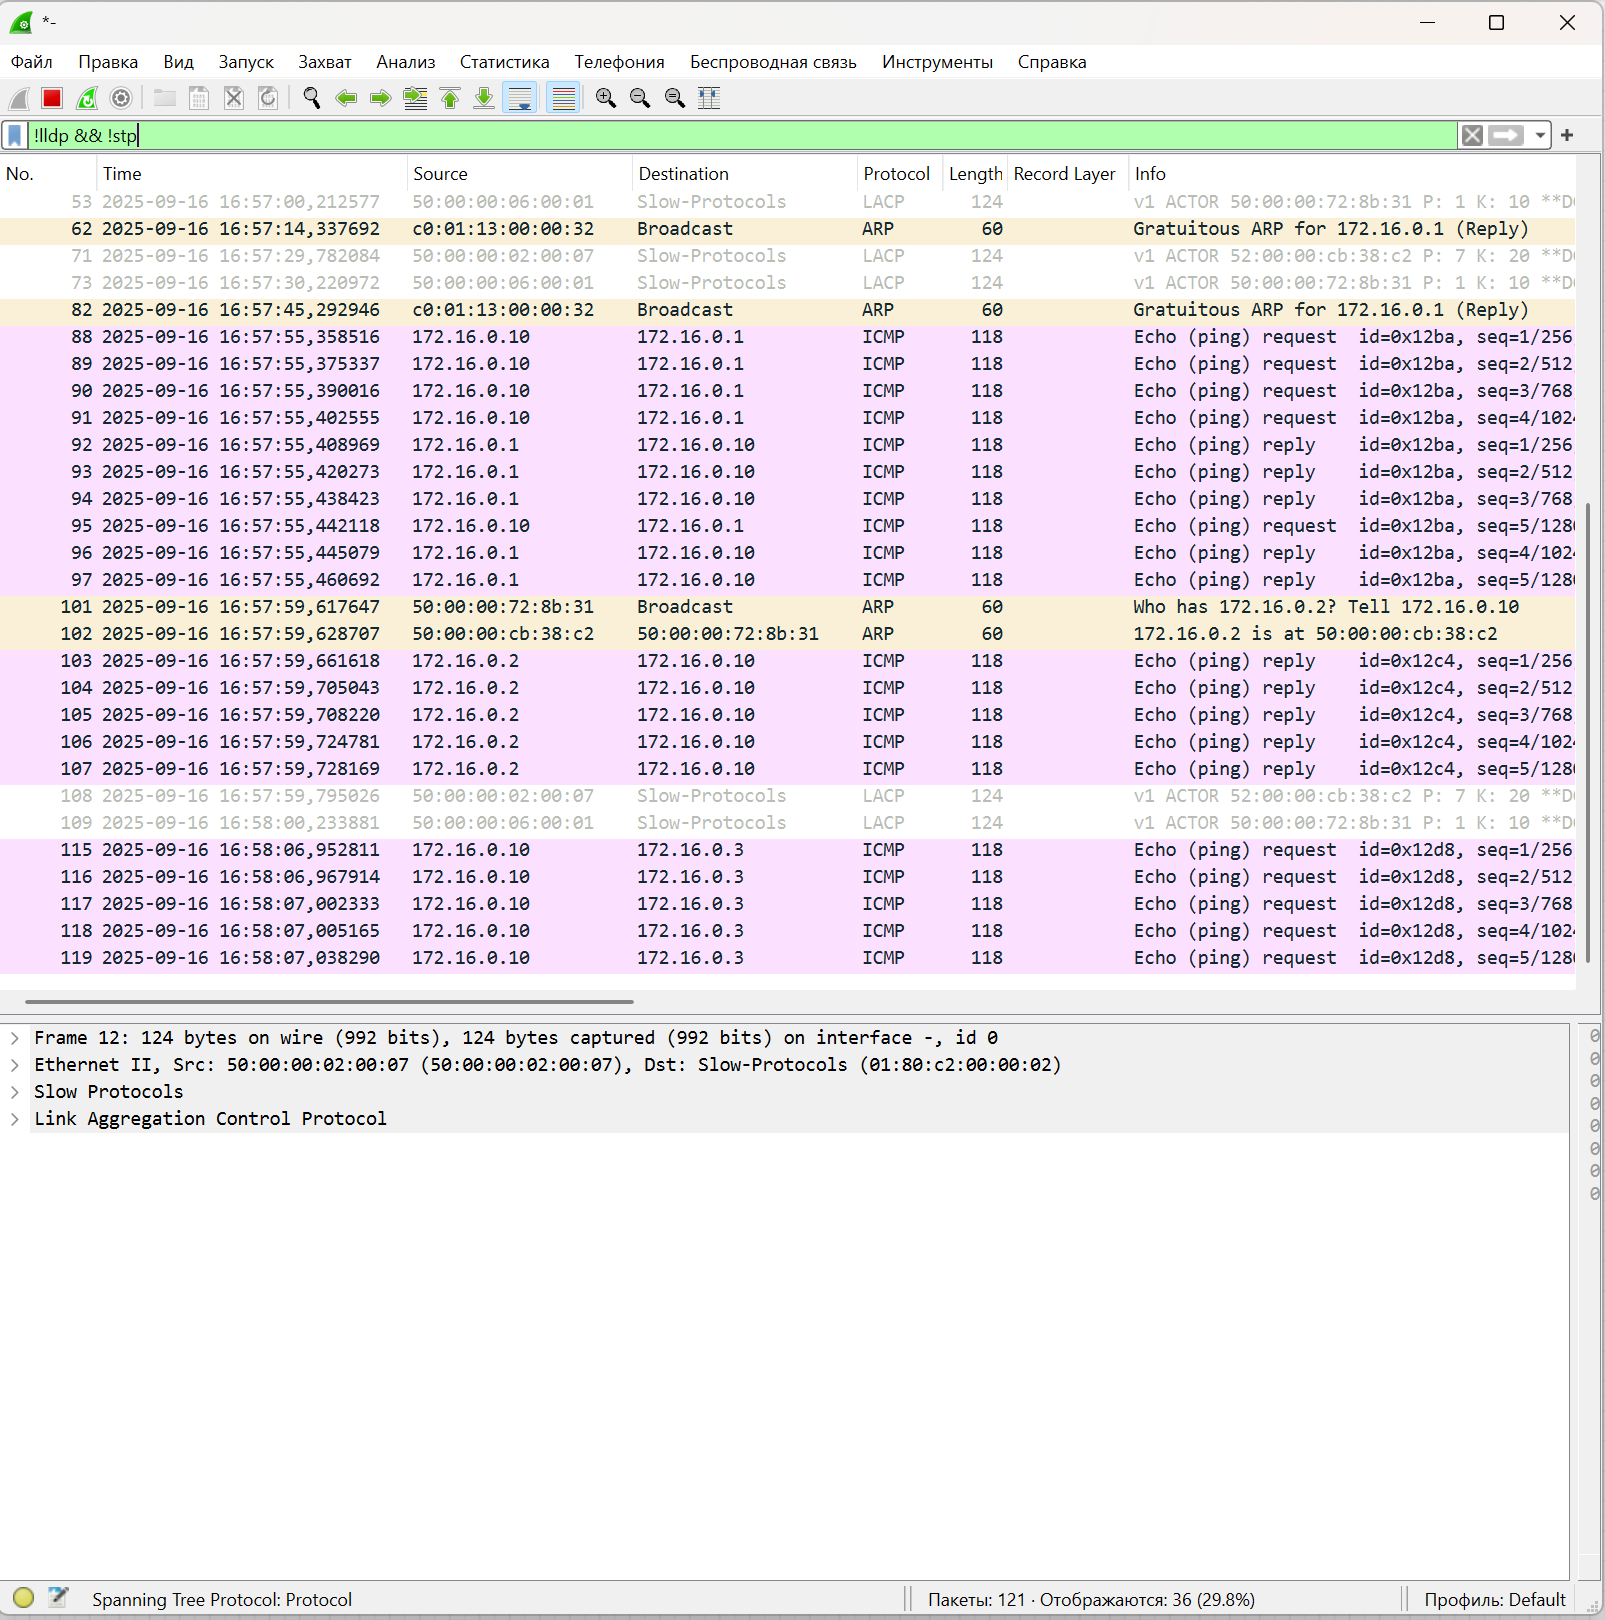 *-
Файл Правка Вид Запуск Захват Анализ Статистика Телефония Беспроводная связь Инструменты Справка
!lldp && !stp
No. Time Source Destination Protocol Length Record Layer Info
53 2025-09-16 16:57:00,212577 50:00:00:06:00:01 Slow-Protocols LACP 124 v1 ACTOR 50:00:00:72:8b:31 P: 1 K: 10 **D
62 2025-09-16 16:57:14,337692 c0:01:13:00:00:32 Broadcast ARP 60 Gratuitous ARP for 172.16.0.1 (Reply)
71 2025-09-16 16:57:29,782084 50:00:00:02:00:07 Slow-Protocols LACP 124 v1 ACTOR 52:00:00:cb:38:c2 P: 7 K: 20 **D
73 2025-09-16 16:57:30,220972 50:00:00:06:00:01 Slow-Protocols LACP 124 v1 ACTOR 50:00:00:72:8b:31 P: 1 K: 10 **D
82 2025-09-16 16:57:45,292946 c0:01:13:00:00:32 Broadcast ARP 60 Gratuitous ARP for 172.16.0.1 (Reply)
88 2025-09-16 16:57:55,358516 172.16.0.10 172.16.0.1 ICMP 118 Echo (ping) request id=0x12ba, seq=1/256
89 2025-09-16 16:57:55,375337 172.16.0.10 172.16.0.1 ICMP 118 Echo (ping) request id=0x12ba, seq=2/512
90 2025-09-16 16:57:55,390016 172.16.0.10 172.16.0.1 ICMP 118 Echo (ping) request id=0x12ba, seq=3/768
91 2025-09-16 16:57:55,402555 172.16.0.10 172.16.0.1 ICMP 118 Echo (ping) request id=0x12ba, seq=4/1024
92 2025-09-16 16:57:55,408969 172.16.0.1 172.16.0.10 ICMP 118 Echo (ping) reply id=0x12ba, seq=1/256
93 2025-09-16 16:57:55,420273 172.16.0.1 172.16.0.10 ICMP 118 Echo (ping) reply id=0x12ba, seq=2/512
94 2025-09-16 16:57:55,438423 172.16.0.1 172.16.0.10 ICMP 118 Echo (ping) reply id=0x12ba, seq=3/768
95 2025-09-16 16:57:55,442118 172.16.0.10 172.16.0.1 ICMP 118 Echo (ping) request id=0x12ba, seq=5/1280
96 2025-09-16 16:57:55,445079 172.16.0.1 172.16.0.10 ICMP 118 Echo (ping) reply id=0x12ba, seq=4/1024
97 2025-09-16 16:57:55,460692 172.16.0.1 172.16.0.10 ICMP 118 Echo (ping) reply id=0x12ba, seq=5/1280
101 2025-09-16 16:57:59,617647 50:00:00:72:8b:31 Broadcast ARP 60 Who has 172.16.0.2? Tell 172.16.0.10
102 2025-09-16 16:57:59,628707 50:00:00:cb:38:c2 50:00:00:72:8b:31 ARP 60 172.16.0.2 is at 50:00:00:cb:38:c2
103 2025-09-16 16:57:59,661618 172.16.0.2 172.16.0.10 ICMP 118 Echo (ping) reply id=0x12c4, seq=1/256
104 2025-09-16 16:57:59,705043 172.16.0.2 172.16.0.10 ICMP 118 Echo (ping) reply id=0x12c4, seq=2/512
105 2025-09-16 16:57:59,708220 172.16.0.2 172.16.0.10 ICMP 118 Echo (ping) reply id=0x12c4, seq=3/768
106 2025-09-16 16:57:59,724781 172.16.0.2 172.16.0.10 ICMP 118 Echo (ping) reply id=0x12c4, seq=4/1024
107 2025-09-16 16:57:59,728169 172.16.0.2 172.16.0.10 ICMP 118 Echo (ping) reply id=0x12c4, seq=5/1280
108 2025-09-16 16:57:59,795026 50:00:00:02:00:07 Slow-Protocols LACP 124 v1 ACTOR 52:00:00:cb:38:c2 P: 7 K: 20 **D
109 2025-09-16 16:58:00,233881 50:00:00:06:00:01 Slow-Protocols LACP 124 v1 ACTOR 50:00:00:72:8b:31 P: 1 K: 10 **D
115 2025-09-16 16:58:06,952811 172.16.0.10 172.16.0.3 ICMP 118 Echo (ping) request id=0x12d8, seq=1/256
116 2025-09-16 16:58:06,967914 172.16.0.10 172.16.0.3 ICMP 118 Echo (ping) request id=0x12d8, seq=2/512
117 2025-09-16 16:58:07,002333 172.16.0.10 172.16.0.3 ICMP 118 Echo (ping) request id=0x12d8, seq=3/768
118 2025-09-16 16:58:07,005165 172.16.0.10 172.16.0.3 ICMP 118 Echo (ping) request id=0x12d8, seq=4/1024
119 2025-09-16 16:58:07,038290 172.16.0.10 172.16.0.3 ICMP 118 Echo (ping) request id=0x12d8, seq=5/1280
Frame 12: 124 bytes on wire (992 bits), 124 bytes captured (992 bits) on interface -, id 0
Ethernet II, Src: 50:00:00:02:00:07 (50:00:00:02:00:07), Dst: Slow-Protocols (01:80:c2:00:00:02)
Slow Protocols
Link Aggregation Control Protocol
0
0
0
0
0
0
0
0
Spanning Tree Protocol: Protocol Пакеты: 121 · Отображаются: 36 (29.8%) Профиль: Default